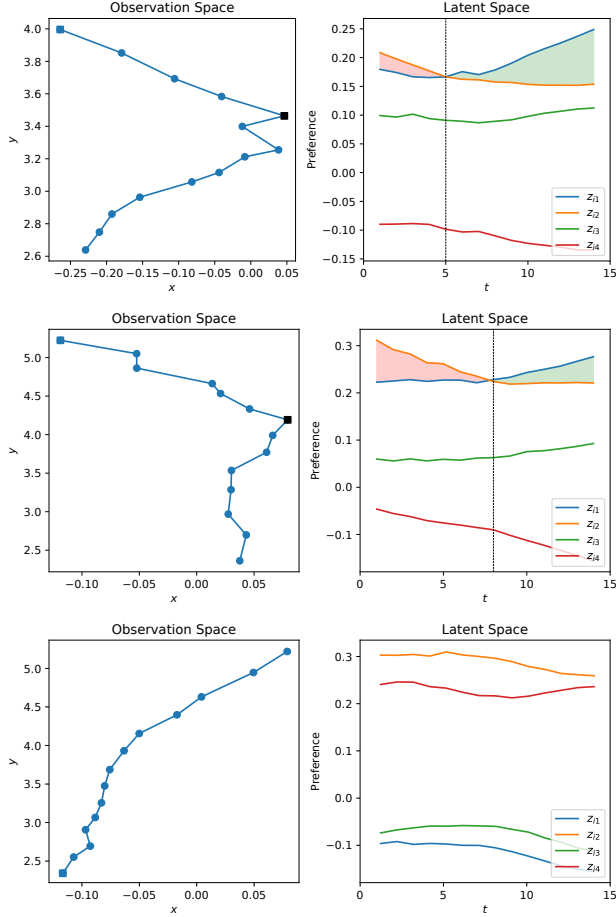 Observation Space
4.0
3.8
3.6
3.4
3.2
3.0
2.8
2.6
y
−0.25 −0.20 −0.15 −0.10 −0.05 0.00 0.05
x
Latent Space
0.25
0.20
0.15
0.10
0.05
0.00
−0.05
−0.10
−0.15
Preference
z_{i1}
z_{i2}
z_{i3}
z_{i4}
0 5 10 15
t
Observation Space
5.0
4.5
4.0
3.5
3.0
2.5
y
−0.10 −0.05 0.00 0.05
x
Latent Space
0.3
0.2
0.1
0.0
−0.1
Preference
z_{i1}
z_{i2}
z_{i3}
z_{i4}
0 5 10 15
t
Observation Space
5.0
4.5
4.0
3.5
3.0
2.5
y
−0.10 −0.05 0.00 0.05
x
Latent Space
0.3
0.2
0.1
0.0
−0.1
Preference
z_{i1}
z_{i2}
z_{i3}
z_{i4}
0 5 10 15
t